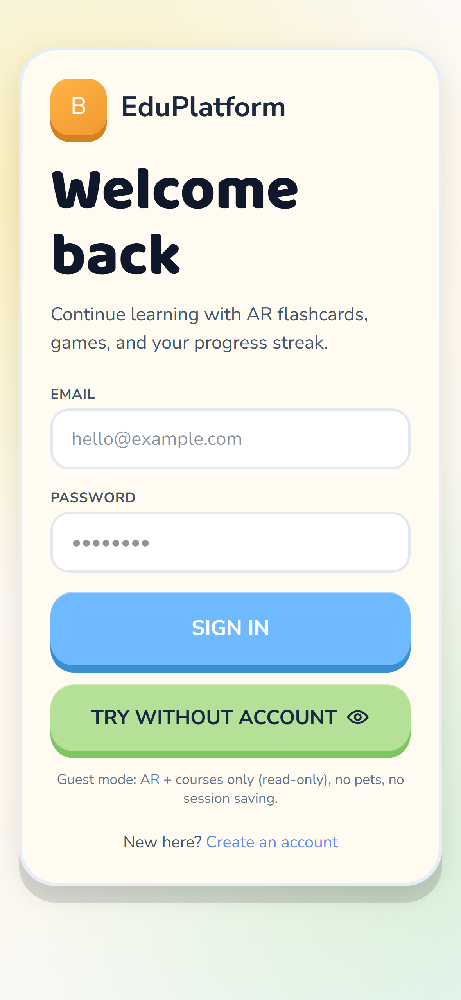 B
EduPlatform
Welcome
back
Continue learning with AR flashcards,
games, and your progress streak.
EMAIL
hello@example.com
PASSWORD
••••••••
SIGN IN
TRY WITHOUT ACCOUNT
Guest mode: AR + courses only (read-only), no pets, no
session saving.
New here? Create an account